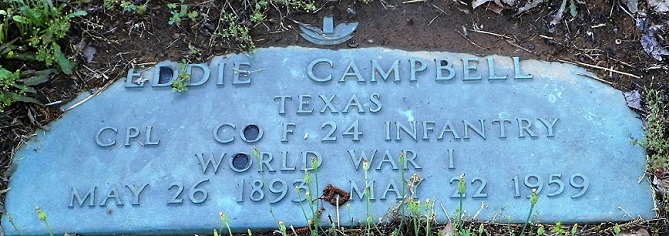 EDDIE CAMPBELL
TEXAS
CPL CO F 24 INFANTRY
WORLD WAR I
MAY 26 1893 MAY 22 1959